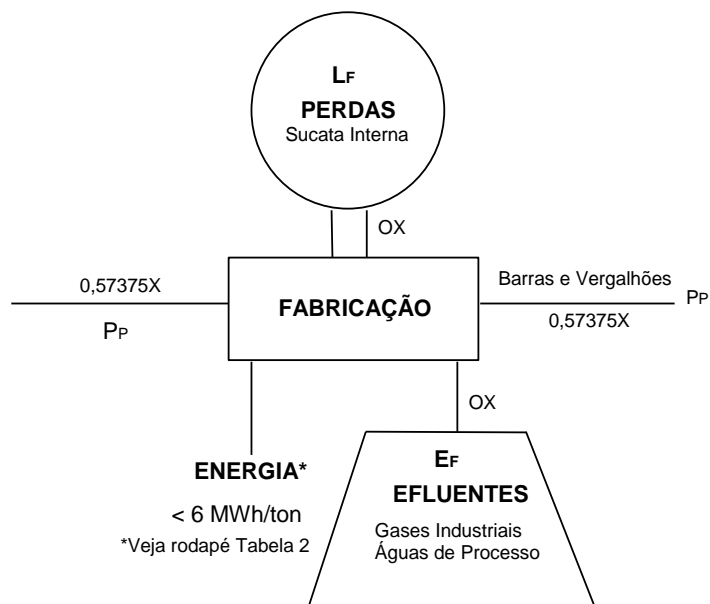 LF
PERDAS
Sucata Interna
OX
0,57375X
PP
FABRICAÇÃO
Barras e Vergalhões
0,57375X
PP
OX
ENERGIA*
< 6 MWh/ton
*Veja rodapé Tabela 2
EF
EFLUENTES
Gases Industriais
Águas de Processo